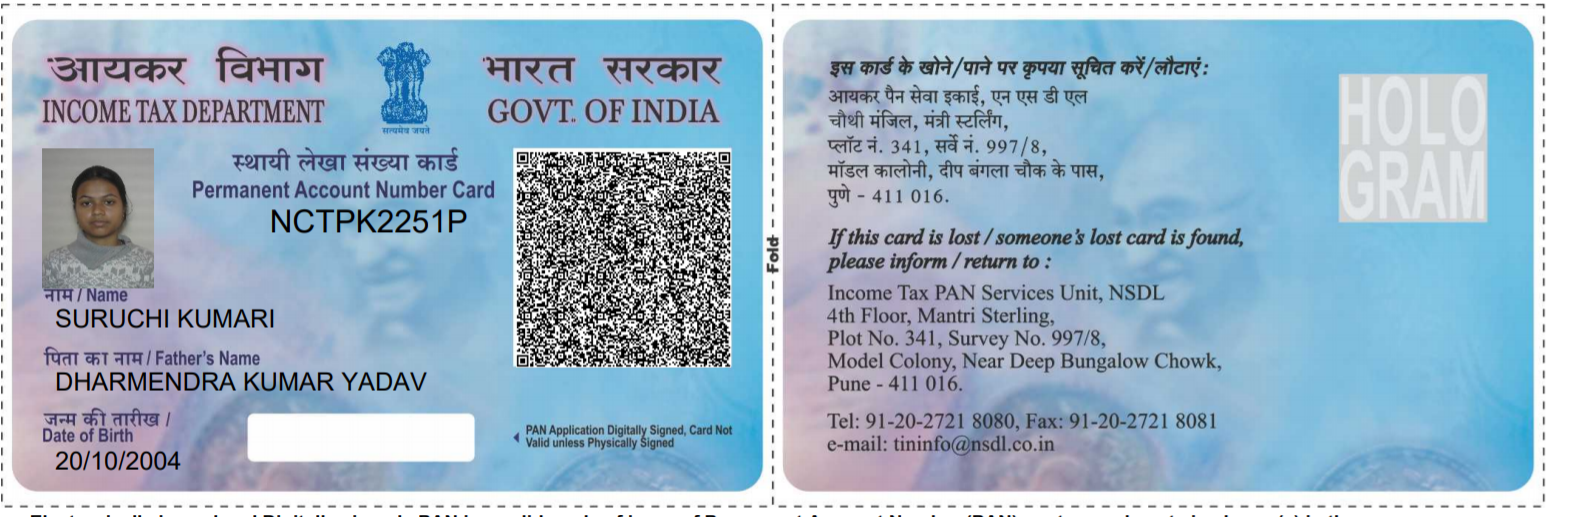 आयकर विभाग
INCOME TAX DEPARTMENT
सत्यमेव जयते
भारत सरकार
GOVT. OF INDIA
स्थायी लेखा संख्या कार्ड
Permanent Account Number Card
NCTPK2251P
नाम / Name
SURUCHI KUMARI
पिता का नाम / Father's Name
DHARMENDRA KUMAR YADAV
जन्म की तारीख /
Date of Birth
20/10/2004
PAN Application Digitally Signed, Card Not
Valid unless Physically Signed
Fold
इस कार्ड के खोने/पाने पर कृपया सूचित करें/लौटाएं :
आयकर पैन सेवा इकाई, एन एस डी एल
चौथी मंजिल, मंत्री स्टर्लिंग,
प्लॉट नं. 341, सर्वे नं. 997/8,
मॉडल कालोनी, दीप बंगला चौक के पास,
पुणे - 411 016.
If this card is lost / someone's lost card is found,
please inform / return to :
Income Tax PAN Services Unit, NSDL
4th Floor, Mantri Sterling,
Plot No. 341, Survey No. 997/8,
Model Colony, Near Deep Bungalow Chowk,
Pune - 411 016.
Tel: 91-20-2721 8080, Fax: 91-20-2721 8081
e-mail: tininfo@nsdl.co.in
HOLO
GRAM